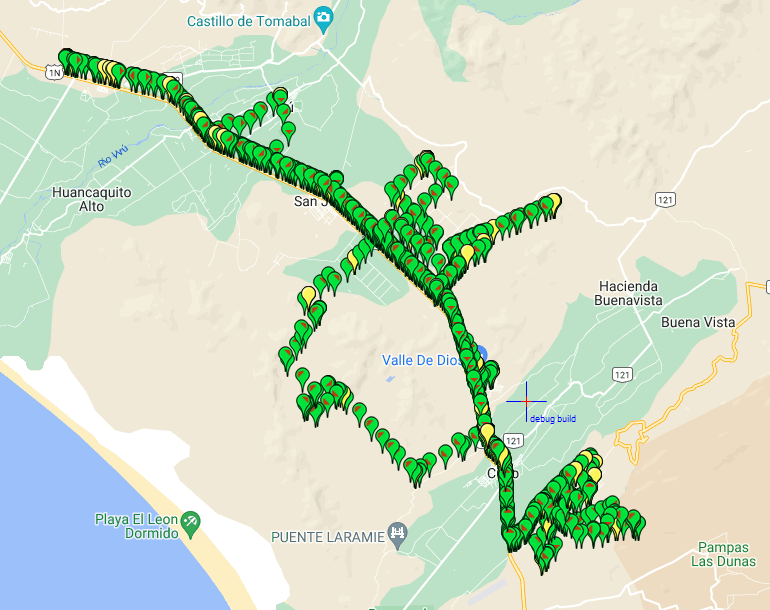 Castillo de Tomabal
1N
Río Virú
Huancaquito
Alto
121
Hacienda
Buenavista
Buena Vista
Valle De Dios
121
debug build
121
Playa El Leon
Dormido
PUENTE LARAMIE
Pampas
Las Dunas